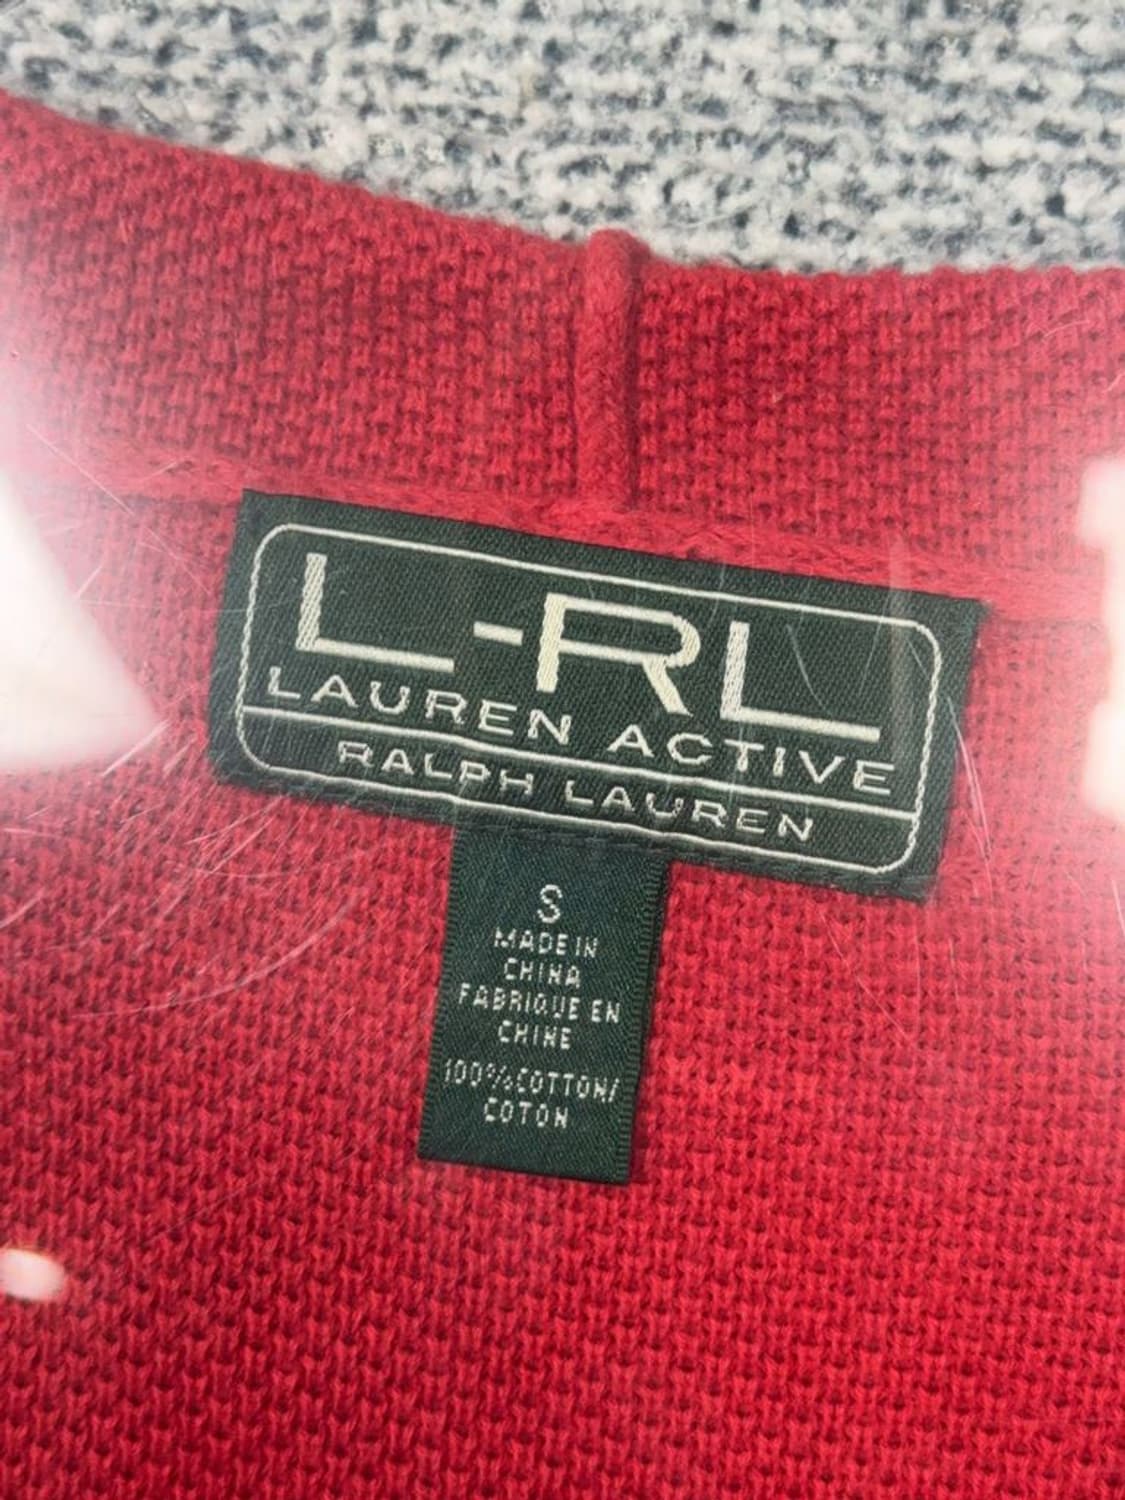 L-RL
LAUREN ACTIVE
RALPH LAUREN
S
MADE IN
CHINA
FABRIQUE EN
CHINE
100%COTTON/
COTON